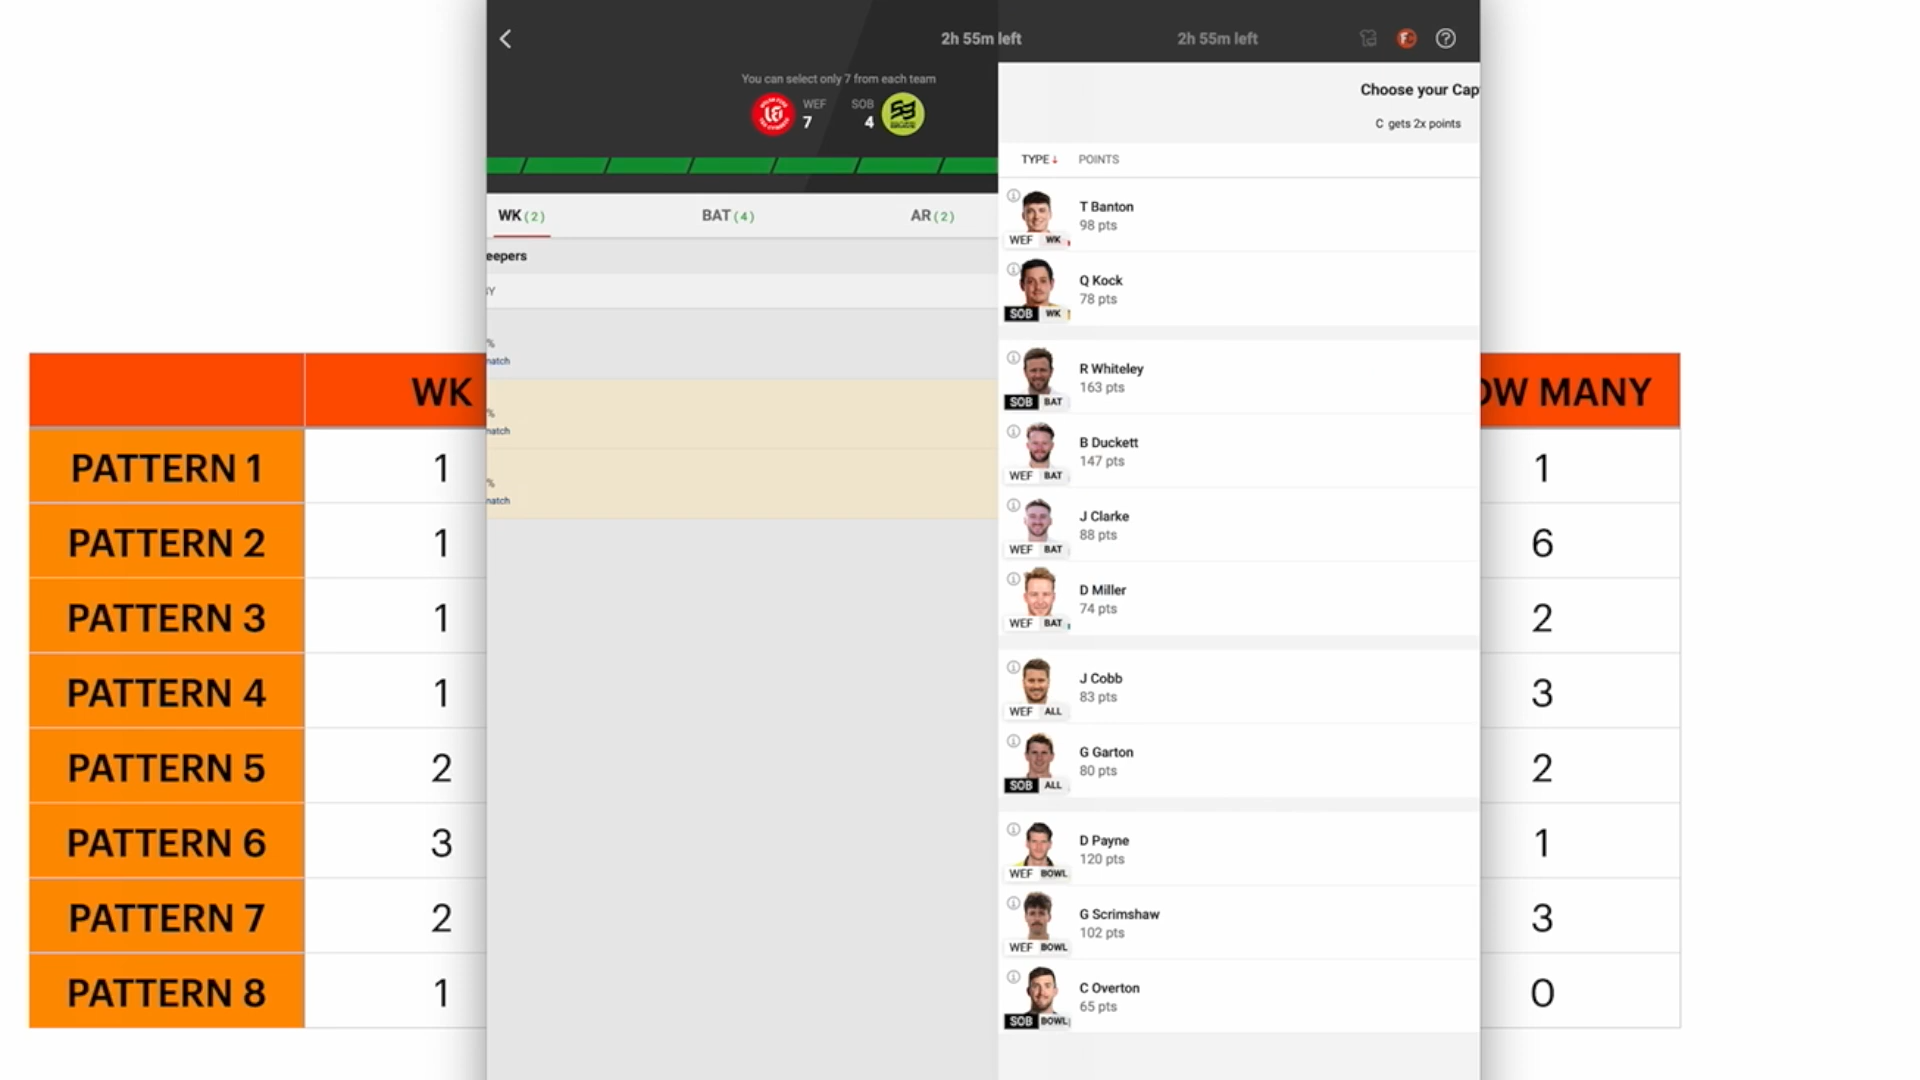 2h 55m left
2h 55m left
You can select only 7 from each team
WEF
7
SOB
4
Choose your Cap
C gets 2x points
TYPE↓ POINTS
WK (2)
BAT (4)
AR (2)
eepers
T Banton
98 pts
WEF WK
Q Kock
78 pts
SOB WK
R Whiteley
163 pts
SOB BAT
B Duckett
147 pts
WEF BAT
J Clarke
88 pts
WEF BAT
D Miller
74 pts
WEF BAT
J Cobb
83 pts
WEF ALL
G Garton
80 pts
SOB ALL
D Payne
120 pts
WEF BOWL
G Scrimshaw
102 pts
WEF BOWL
C Overton
65 pts
SOB BOWL
%
match
%
match
%
match
WK
OW MANY
PATTERN 1 1 1
PATTERN 2 1 6
PATTERN 3 1 2
PATTERN 4 1 3
PATTERN 5 2 2
PATTERN 6 3 1
PATTERN 7 2 3
PATTERN 8 1 0